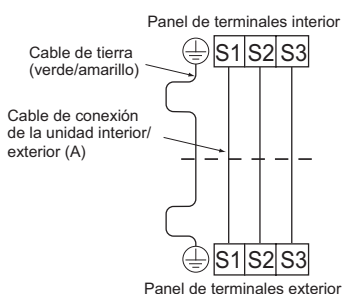 Panel de terminales interior
S1 S2 S3
Cable de tierra
(verde/amarillo)
Cable de conexión
de la unidad interior/
exterior (A)
S1 S2 S3
Panel de terminales exterior